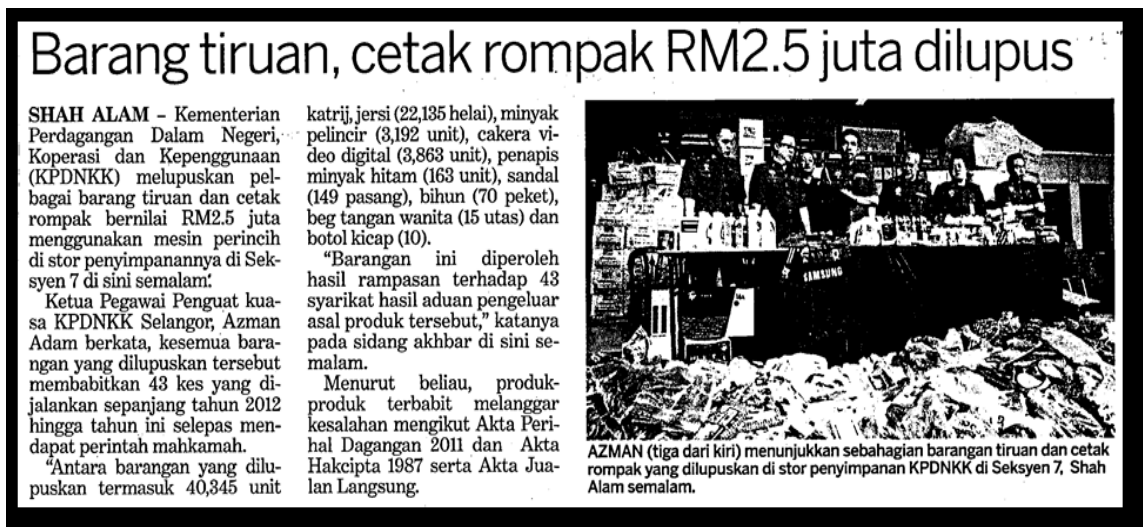 Barang tiruan, cetak rompak RM2.5 juta dilupus
SHAH ALAM – Kementerian
Perdagangan Dalam Negeri,
Koperasi dan Kepenggunaan
(KPDNKK) melupuskan pel-
bagai barang tiruan dan cetak
rompak bernilai RM2.5 juta
menggunakan mesin perincih
di stor penyimpanannya di Sek-
syen 7 di sini semalam.
Ketua Pegawai Penguat kua-
sa KPDNKK Selangor, Azman
Adam berkata, kesemua bara-
ngan yang dilupuskan tersebut
membabitkan 43 kes yang di-
jalankan sepanjang tahun 2012
hingga tahun ini selepas men-
dapat perintah mahkamah.
“Antara barangan yang dilu-
puskan termasuk 40,345 unit
katrij, jersi (22,135 helai), minyak
pelincir (3,192 unit), cakera vi-
deo digital (3,863 unit), penapis
minyak hitam (163 unit), sandal
(149 pasang), bihun (70 peket),
beg tangan wanita (15 utas) dan
botol kicap (10).
“Barangan ini diperoleh
hasil rampasan terhadap 43
syarikat hasil aduan pengeluar
asal produk tersebut,” katanya
pada sidang akhbar di sini se-
malam.
Menurut beliau, produk-
produk terbabit melanggar
kesalahan mengikut Akta Peri-
hal Dagangan 2011 dan Akta
Hakcipta 1987 serta Akta Jua-
lan Langsung.
SAMSUNG
AZMAN (tiga dari kiri) menunjukkan sebahagian barangan tiruan dan cetak
rompak yang dilupuskan di stor penyimpanan KPDNKK di Seksyen 7, Shah
Alam semalam.